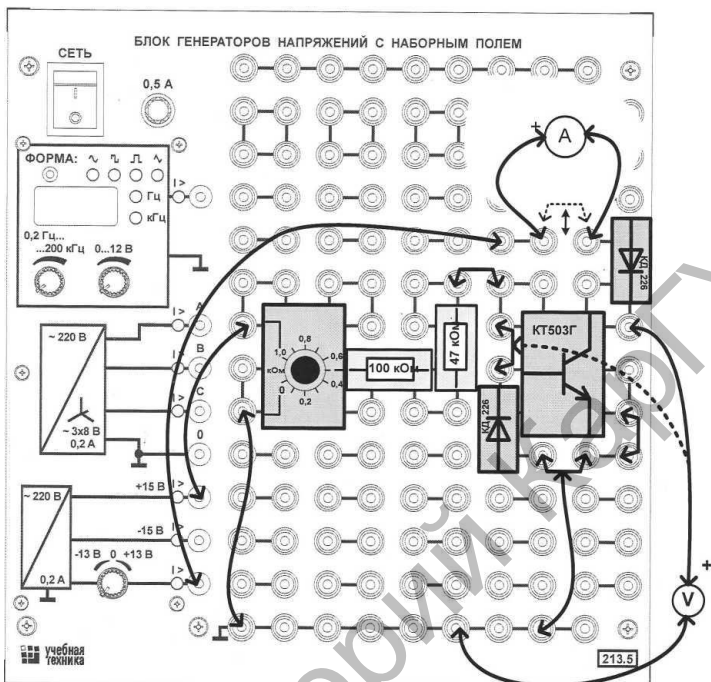 БЛОК ГЕНЕРАТОРОВ НАПРЯЖЕНИЙ С НАБОРНЫМ ПОЛЕМ
СЕТЬ
I
0,5 А
ФОРМА:
I >
Гц
кГц
0,2 Гц...
...200 кГц
0...12 В
+
А
КД 226
~ 220 В
I >
А
I >
В
I >
С
0
~ 3x8 В
0,2 А
1,0
0,8
0,6
0,4
0,2
0
кОм
100 кОм
47 кОм
КТ503Г
КД 226
~ 220 В
+15 В
I >
-15 В
I >
-13 В
0
+13 В
I >
0,2 А
+
V
учебная
техника
213.5